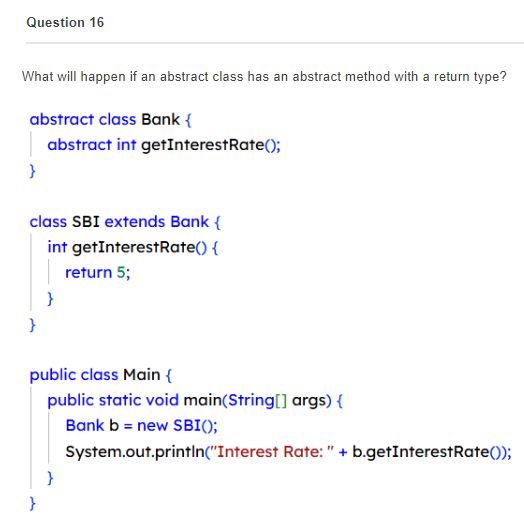 Question 16
What will happen if an abstract class has an abstract method with a return type?
abstract class Bank {
abstract int getInterestRate();
}
class SBI extends Bank {
int getInterestRate() {
return 5;
}
}
public class Main {
public static void main(String[] args) {
Bank b = new SBI();
System.out.println("Interest Rate: " + b.getInterestRate());
}
}